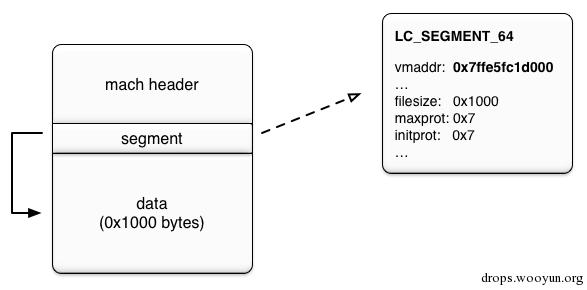 mach header
segment
data
(0x1000 bytes)
LC_SEGMENT_64
vmaddr: 0x7ffe5fc1d000
...
filesize: 0x1000
maxprot: 0x7
initprot: 0x7
...
drops.wooyun.org